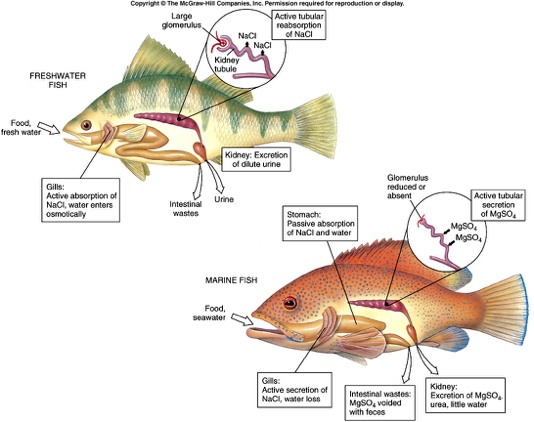 Copyright © The McGraw-Hill Companies, Inc. Permission required for reproduction or display.
Large
glomerulus
Active tubular
reabsorption
of NaCl
NaCl
NaCl
Kidney
tubule
FRESHWATER
FISH
Food,
fresh water
Kidney: Excretion
of dilute urine
Gills:
Active absorption of
NaCl, water enters
osmotically
Intestinal
wastes
Urine
Glomerulus
reduced or
absent
Active tubular
secretion
of MgSO₄
MgSO₄
MgSO₄
Stomach:
Passive absorption
of NaCl and water
MARINE FISH
Food,
seawater
Gills:
Active secretion of
NaCl, water loss
Intestinal wastes:
MgSO₄ voided
with feces
Kidney:
Excretion of MgSO₄,
urea, little water